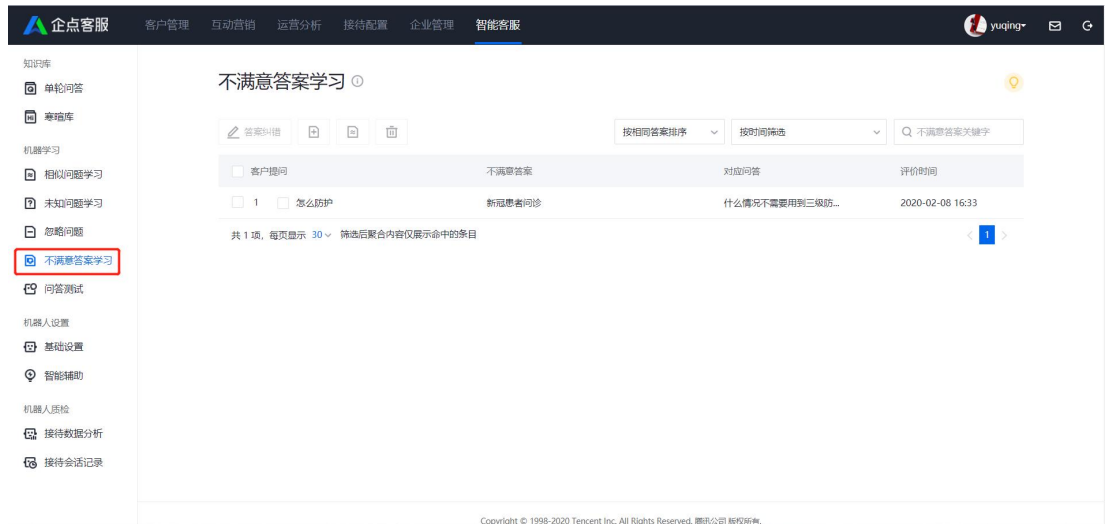 企点客服 客户管理 互动营销 运营分析 接待配置 企业管理 智能客服 yuqing
知识库
单轮问答
寒暄库
机器学习
相似问题学习
未知问题学习
忽略问题
不满意答案学习
问答测试
机器人设置
基础设置
智能辅助
机器人质检
接待数据分析
接待会话记录
不满意答案学习
答案纠错 按相同答案排序 按时间筛选 不满意答案关键字
客户提问 不满意答案 对应问答 评价时间
1 怎么防护 新冠患者问诊 什么情况不需要用到三级防... 2020-02-08 16:33
共 1 项，每页显示 30 筛选后聚合内容仅展示命中的条目 < 1 >
Copyright © 1998-2020 Tencent Inc. All Rights Reserved. 腾讯公司 版权所有.